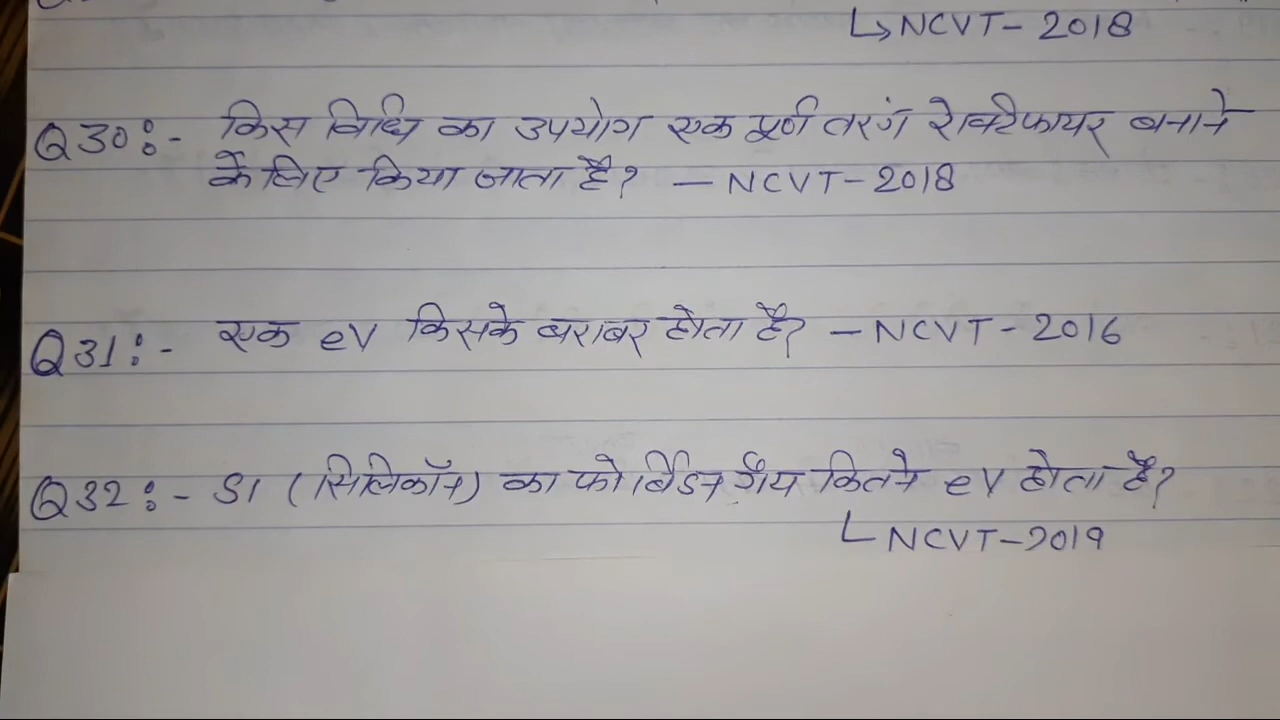 ↳ NCVT - 2018
Q30:- किस विधि का उपयोग एक पूर्ण तरंग रेक्टिफायर बनाने
के लिए किया जाता है? - NCVT - 2018
Q31:- एक eV किसके बराबर होता है? - NCVT - 2016
Q32:- SI (सिलिकॉन) का फोर्बिडन गैप कितने eV होता है?
↳ NCVT - 2019